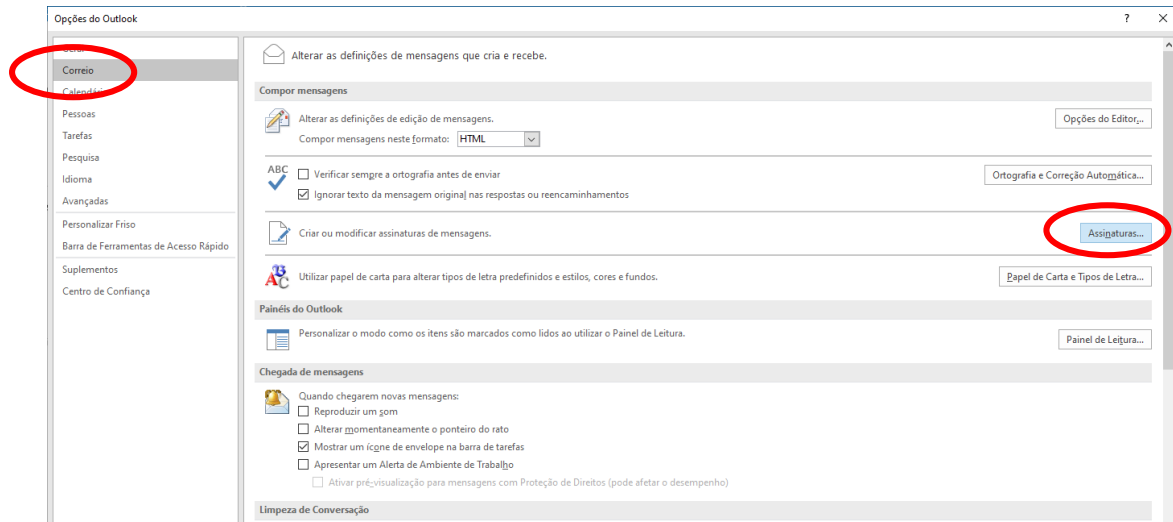 Opções do Outlook
?
Correio
Calendário
Pessoas
Tarefas
Pesquisa
Idioma
Avançadas
Personalizar Friso
Barra de Ferramentas de Acesso Rápido
Suplementos
Centro de Confiança
Alterar as definições de mensagens que cria e recebe.
Compor mensagens
Alterar as definições de edição de mensagens.
Opções do Editor...
Compor mensagens neste formato: HTML
ABC
Verificar sempre a ortografia antes de enviar
Ortografia e Correção Automática...
Ignorar texto da mensagem original nas respostas ou reencaminhamentos
Criar ou modificar assinaturas de mensagens.
Assinaturas...
Utilizar papel de carta para alterar tipos de letra predefinidos e estilos, cores e fundos.
Papel de Carta e Tipos de Letra...
Painéis do Outlook
Personalizar o modo como os itens são marcados como lidos ao utilizar o Painel de Leitura.
Painel de Leitura...
Chegada de mensagens
Quando chegarem novas mensagens:
Reproduzir um som
Alterar momentaneamente o ponteiro do rato
Mostrar um ícone de envelope na barra de tarefas
Apresentar um Alerta de Ambiente de Trabalho
Ativar pré-visualização para mensagens com Proteção de Direitos (pode afetar o desempenho)
Limpeza de Conversação